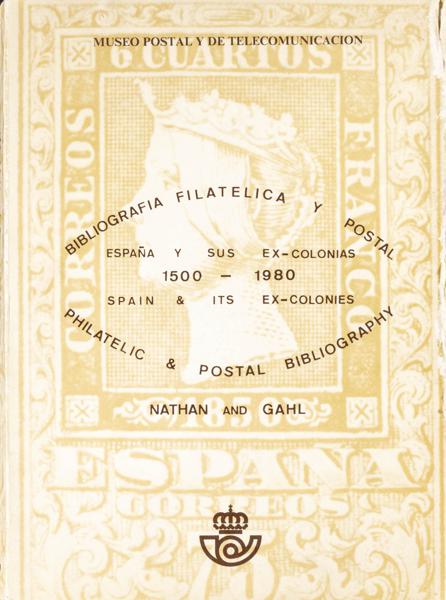 MUSEO POSTAL Y DE TELECOMUNICACION
6 CUARTOS
CORREOS
FRANCO
BIBLIOGRAFIA FILATELICA Y POSTAL
ESPAÑA Y SUS EX-COLONIAS
1500 — 1980
SPAIN & ITS EX-COLONIES
PHILATELIC & POSTAL BIBLIOGRAPHY
NATHAN AND GAHL
1850
ESPAÑA
CORREOS